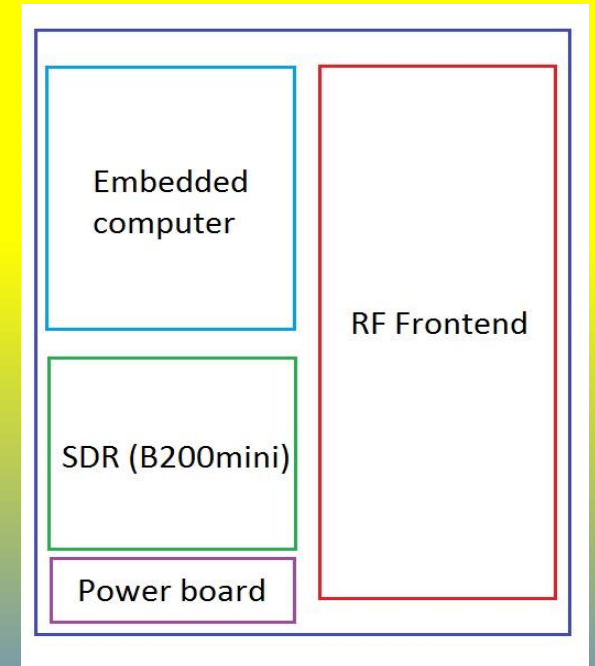 Embedded
computer
RF Frontend
SDR (B200mini)
Power board